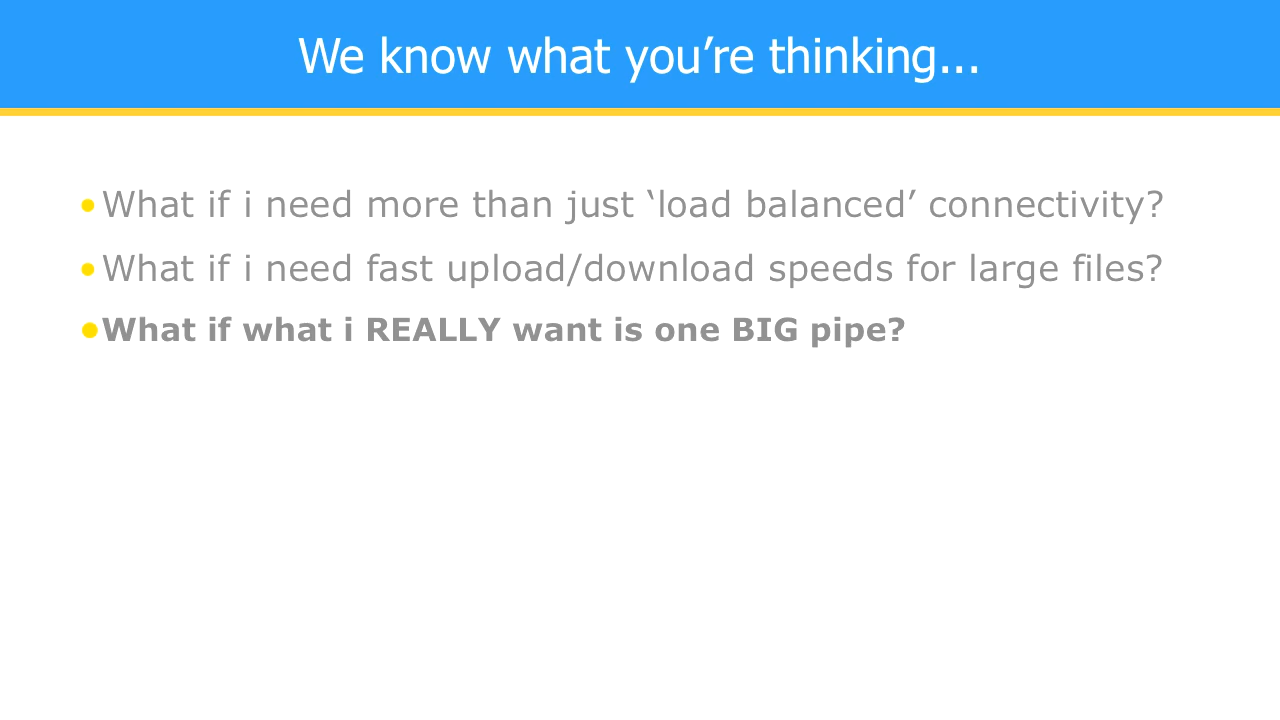 We know what you’re thinking...
•What if i need more than just ‘load balanced’ connectivity?
•What if i need fast upload/download speeds for large files?
•What if what i REALLY want is one BIG pipe?